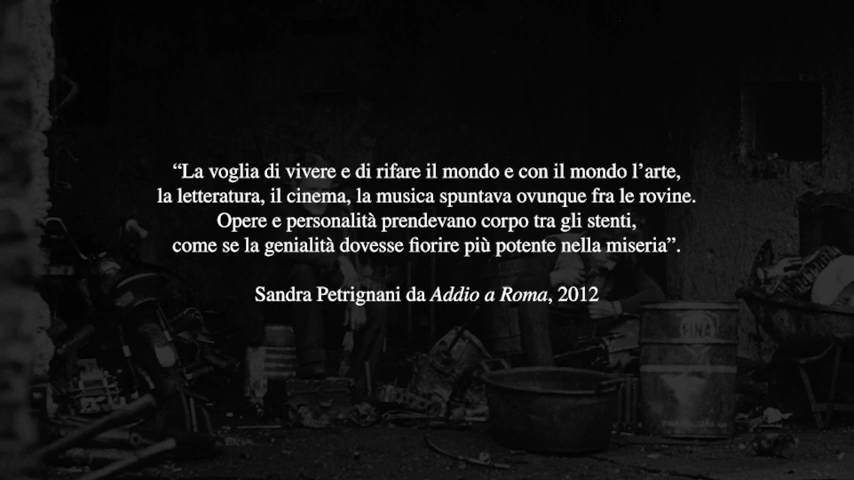 “La voglia di vivere e di rifare il mondo e con il mondo l’arte,
la letteratura, il cinema, la musica spuntava ovunque fra le rovine.
Opere e personalità prendevano corpo tra gli stenti,
come se la genialità dovesse fiorire più potente nella miseria”.
Sandra Petrignani da Addio a Roma, 2012
FINA